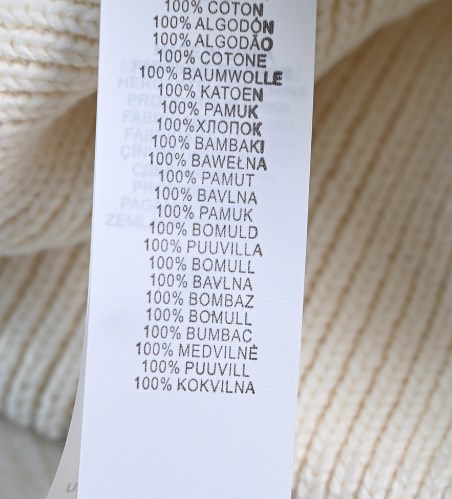 100% COTON
100% ALGODÓN
100% ALGODÃO
100% COTONE
100% BAUMWOLLE
100% KATOEN
100% PAMUK
100%ХЛОПОК
100% BAMBAKI
100% BAWEŁNA
100% PAMUT
100% BAVLNA
100% PAMUK
100% BOMULD
100% PUUVILLA
100% BOMULL
100% BAVLNA
100% BOMBAZ
100% BOMULL
100% BUMBAC
100% MEDVILNĖ
100% PUUVILL
100% KOKVILNA